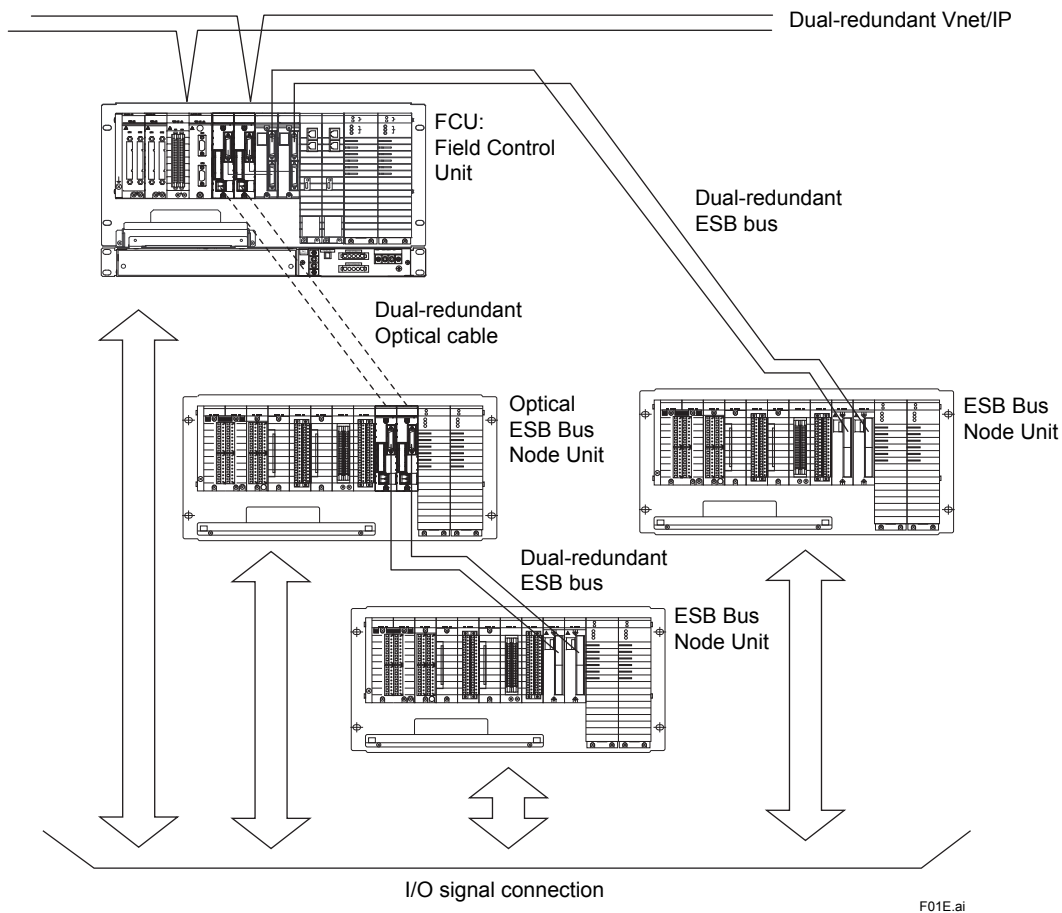 Dual-redundant Vnet/IP
FCU:
Field Control
Unit
Dual-redundant
ESB bus
Dual-redundant
Optical cable
Optical
ESB Bus
Node Unit
ESB Bus
Node Unit
Dual-redundant
ESB bus
ESB Bus
Node Unit
I/O signal connection
F01E.ai